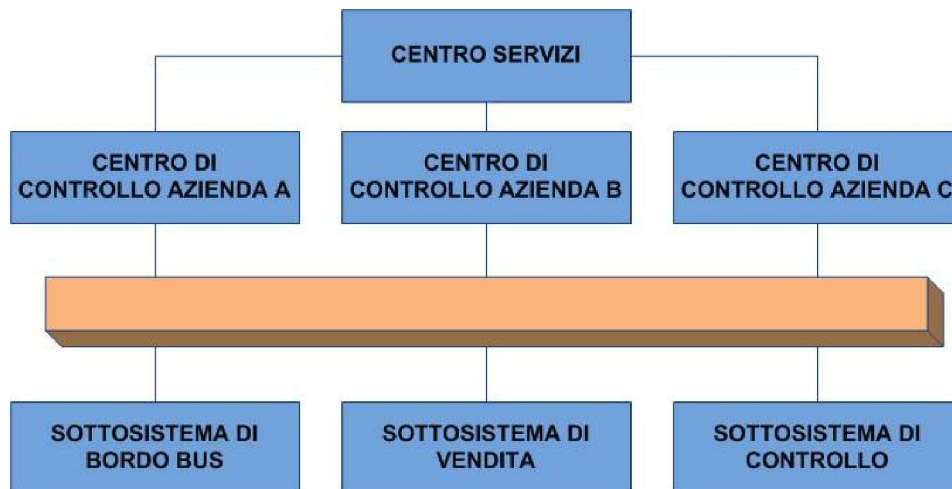 CENTRO SERVIZI
CENTRO DI
CONTROLLO AZIENDA A
CENTRO DI
CONTROLLO AZIENDA B
CENTRO DI
CONTROLLO AZIENDA C
SOTTOSISTEMA DI
BORDO BUS
SOTTOSISTEMA DI
VENDITA
SOTTOSISTEMA DI
CONTROLLO